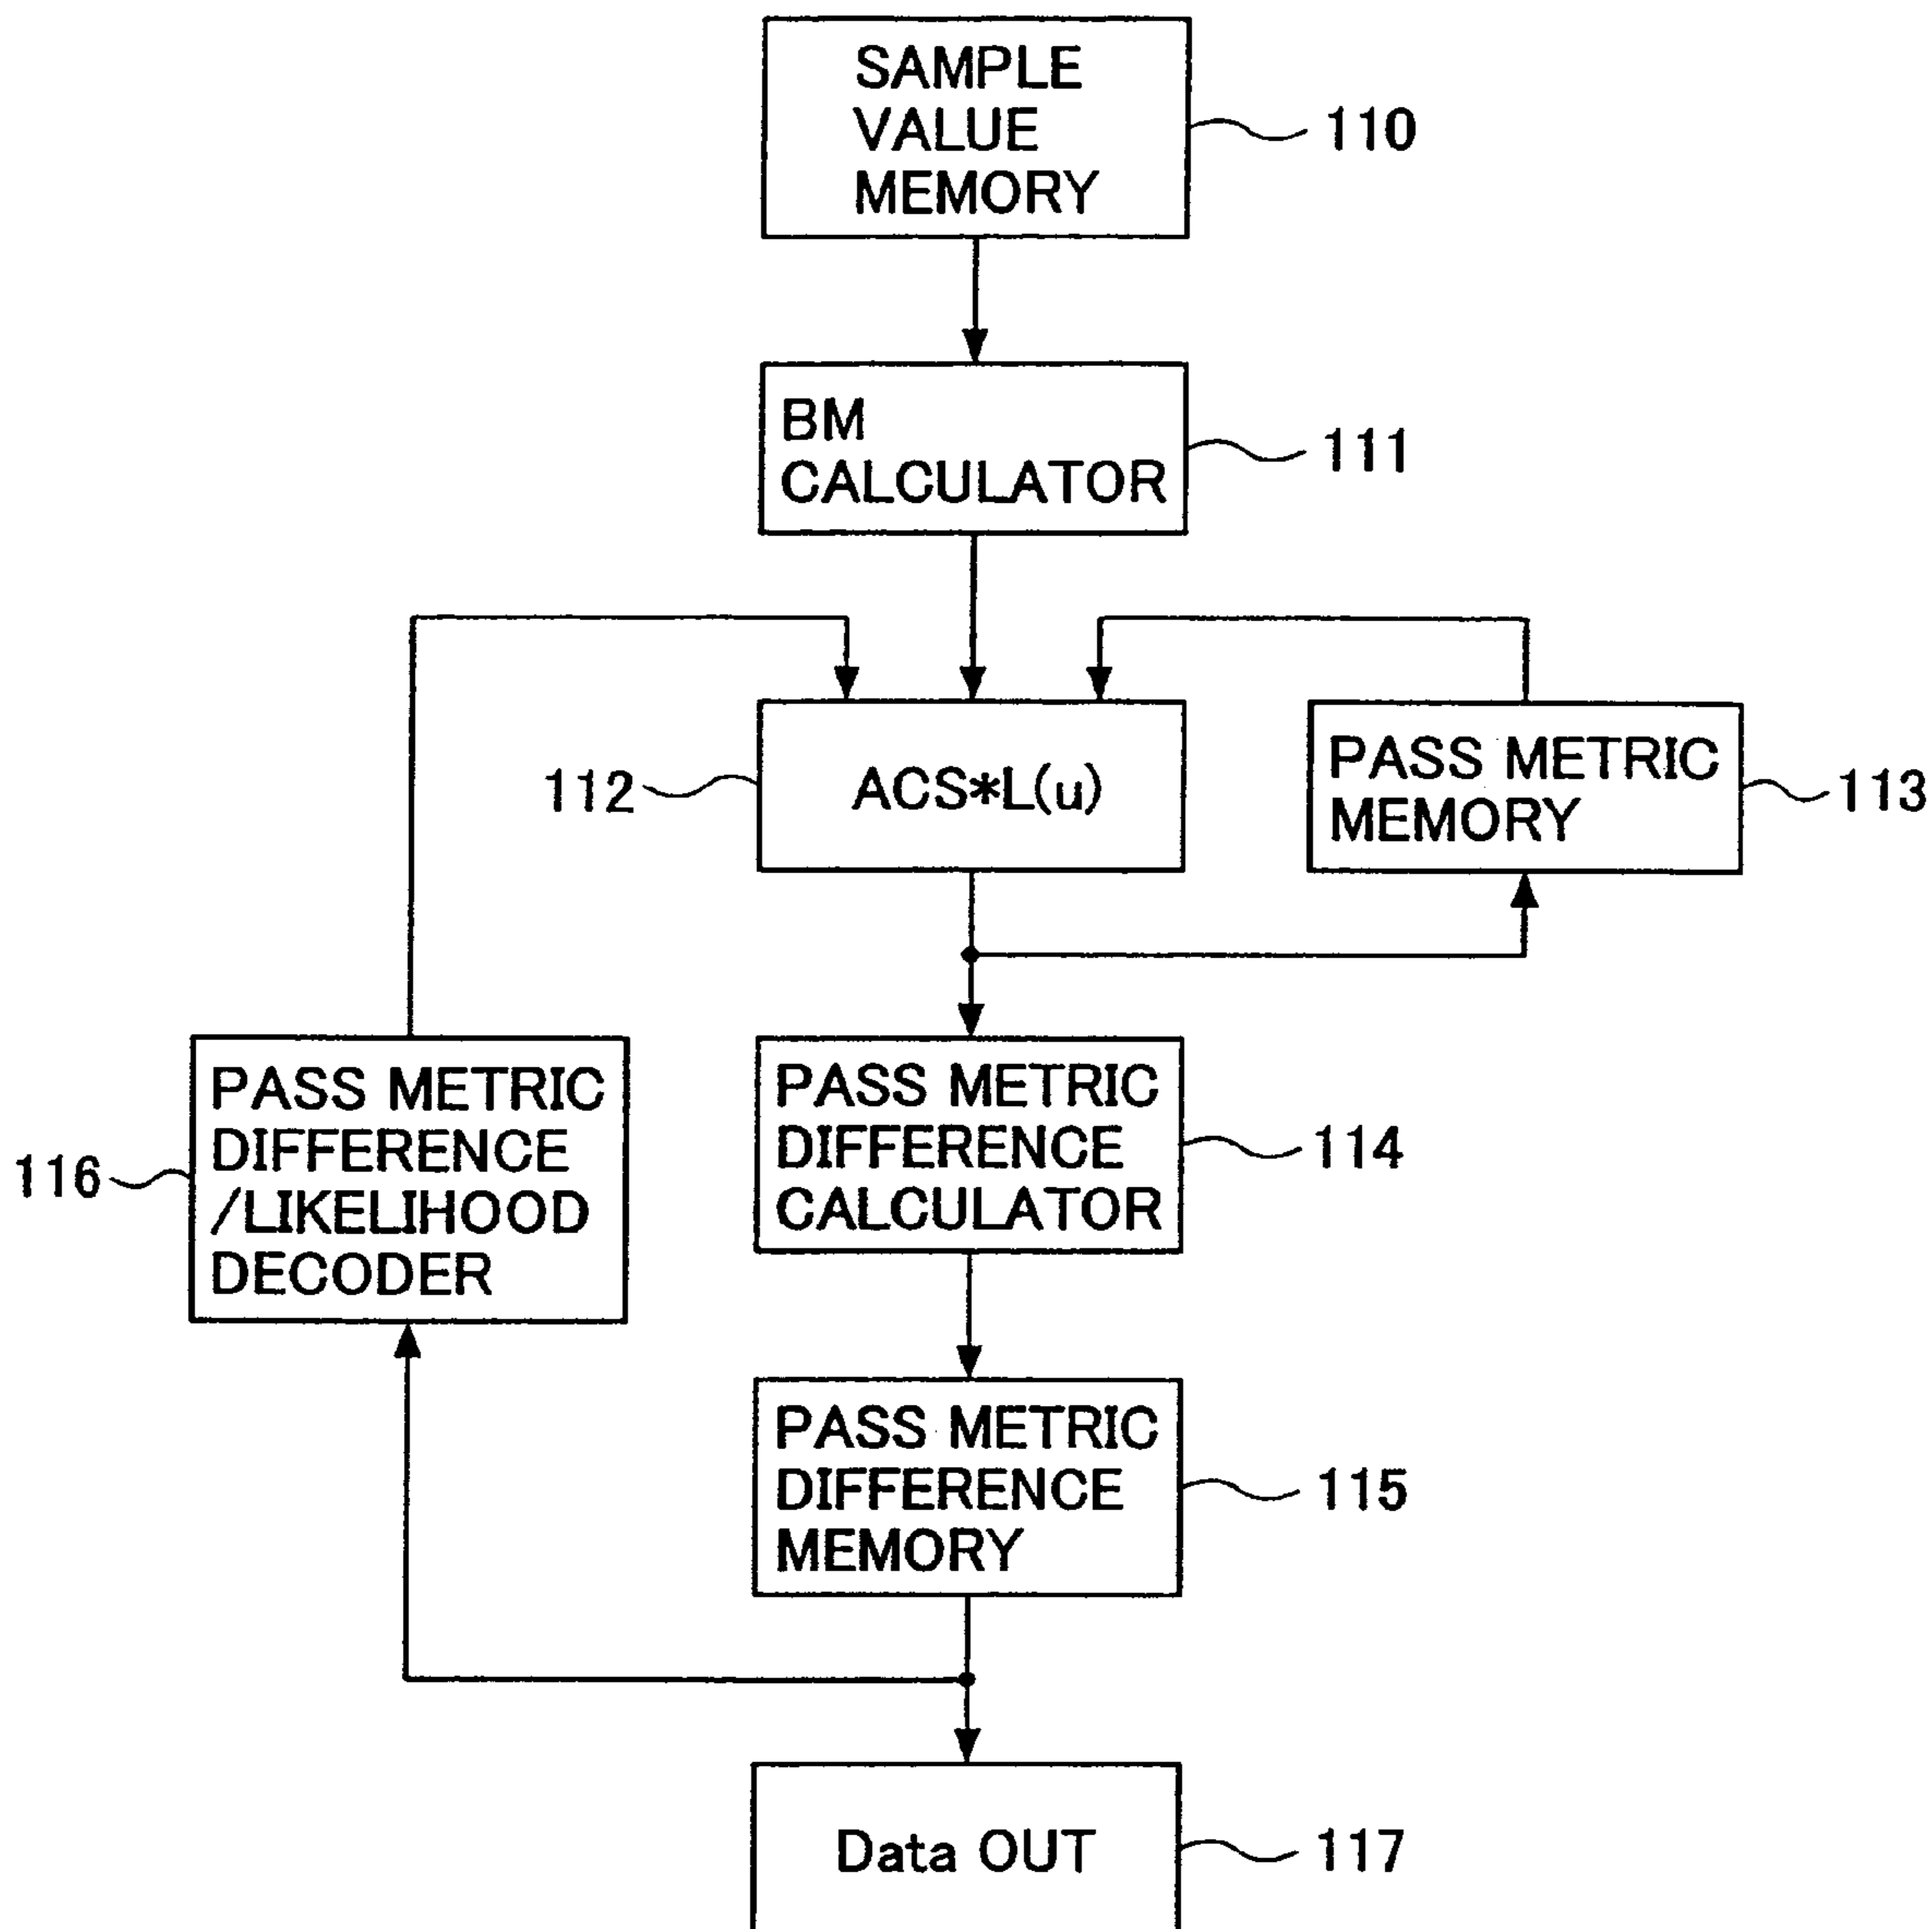 SAMPLE
VALUE
MEMORY
110
BM
CALCULATOR
111
112
ACS*L(u)
PASS METRIC
MEMORY
113
116
PASS METRIC
DIFFERENCE
/LIKELIHOOD
DECODER
PASS METRIC
DIFFERENCE
CALCULATOR
114
PASS METRIC
DIFFERENCE
MEMORY
115
Data OUT
117